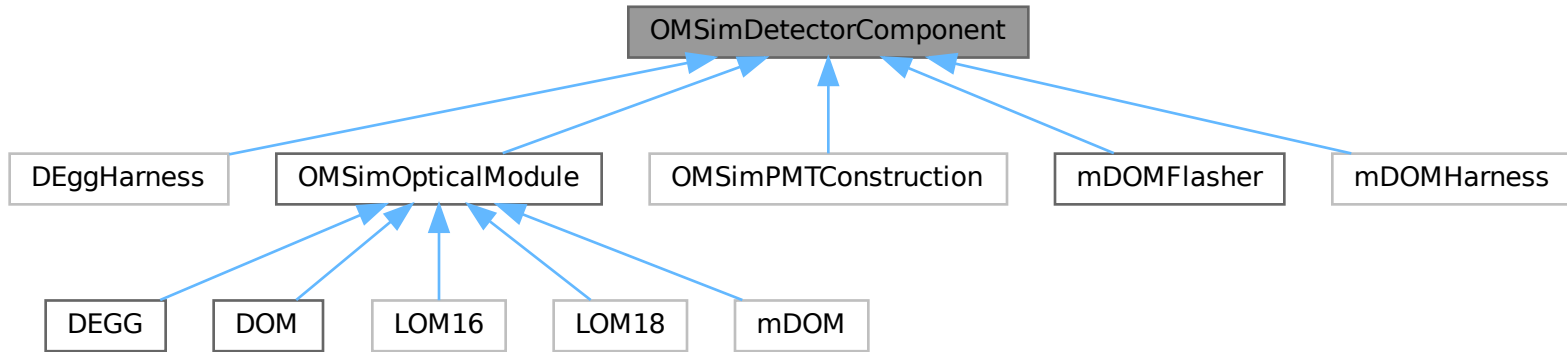 OMSimDetectorComponent
DEggHarness
OMSimOpticalModule
OMSimPMTConstruction
mDOMFlasher
mDOMHarness
DEGG
DOM
LOM16
LOM18
mDOM